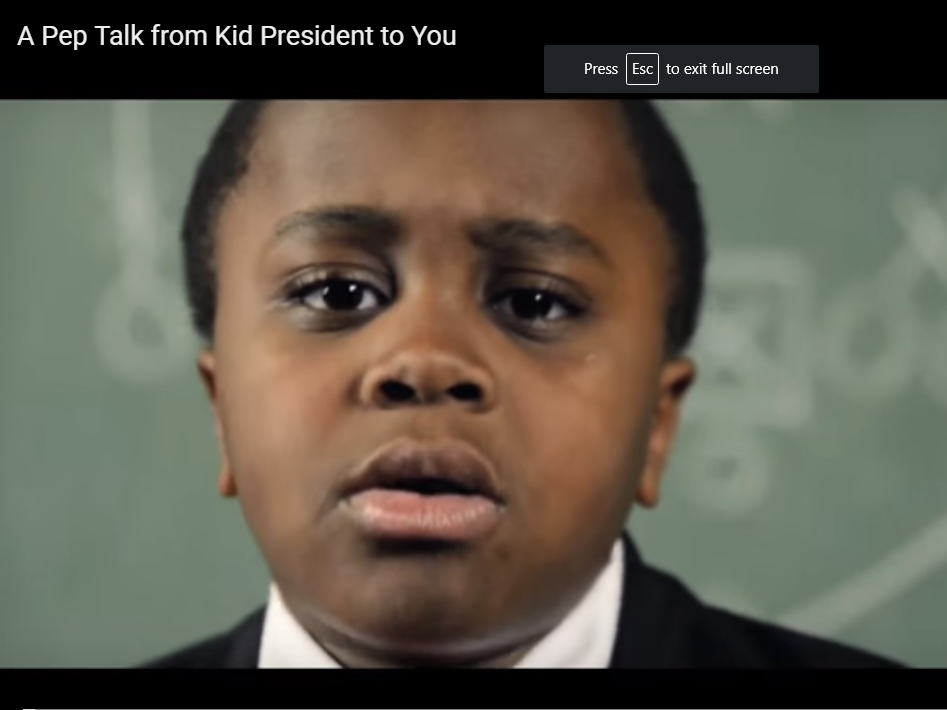 A Pep Talk from Kid President to You
Press Esc to exit full screen